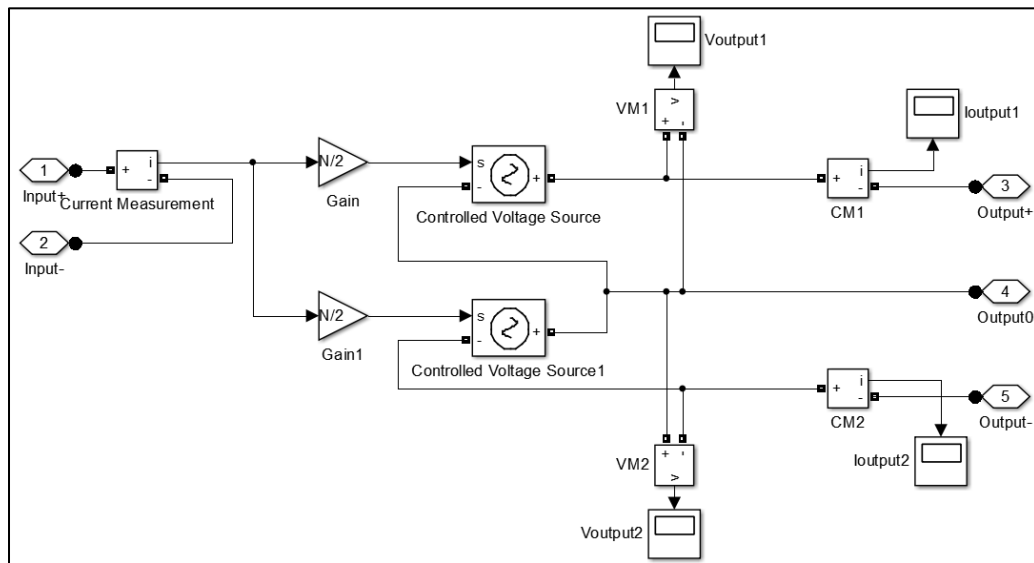 Voutput1
v
+ -
VM1
Ioutput1
1
Input+
+ i
-
Current Measurement
N/2
Gain
s
- +
Controlled Voltage Source
+ i
-
CM1
3
Output+
2
Input-
4
Output0
N/2
Gain1
s
- +
Controlled Voltage Source1
+ i
-
CM2
5
Output-
Ioutput2
+ -
VM2
v
Voutput2